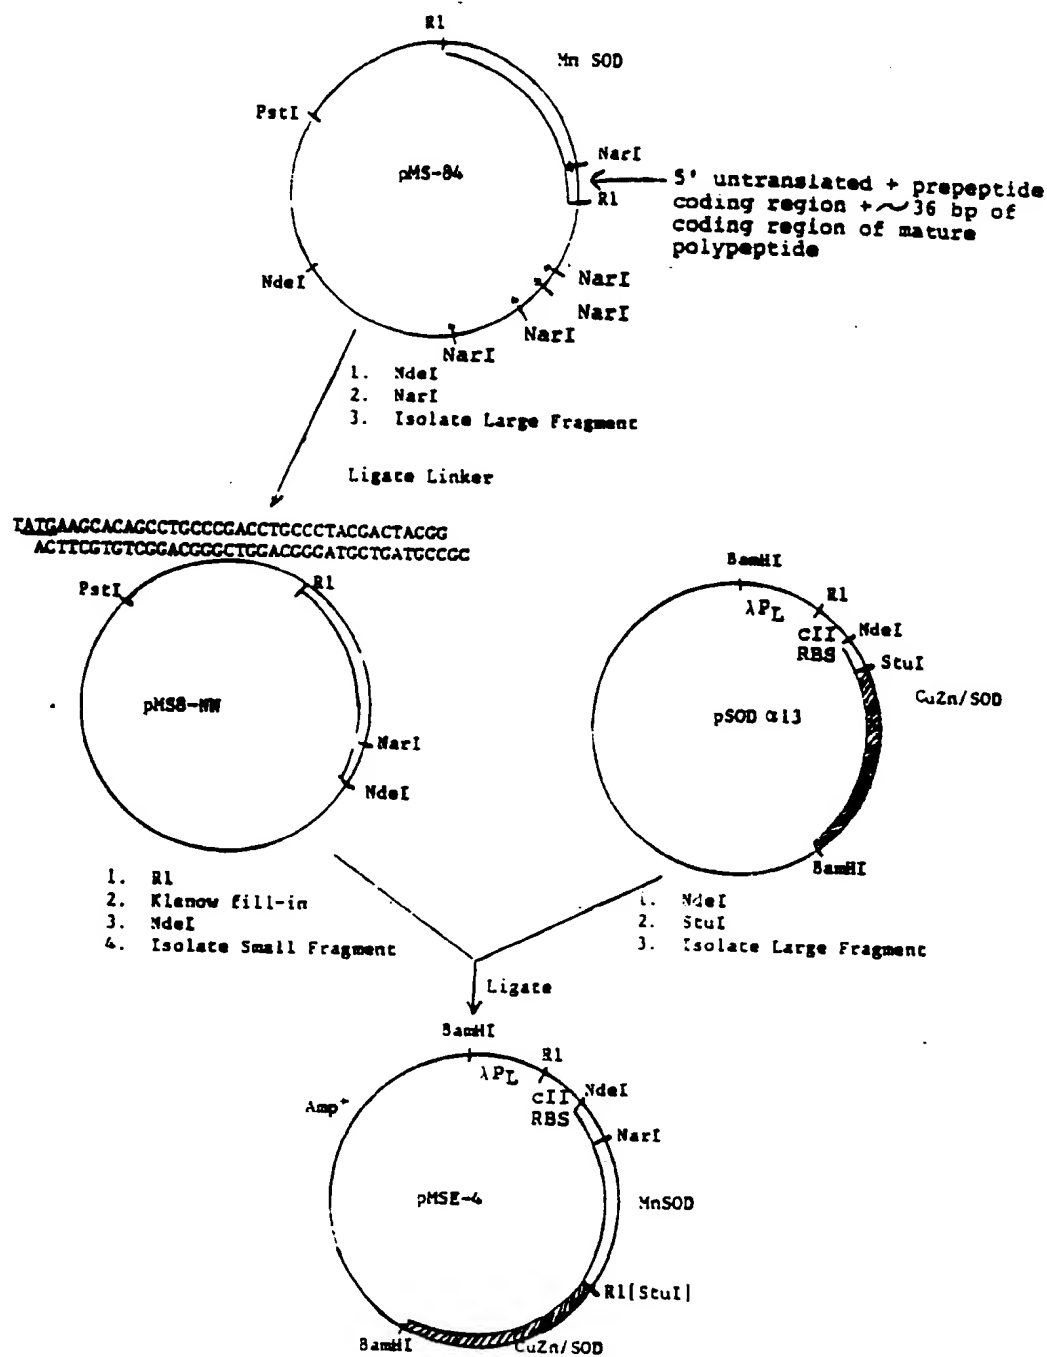 R1
Mn SOD
PstI
pMS-84
NarI
R1
5' untranslated + prepeptide
coding region +~36 bp of
coding region of mature
polypeptide
NdeI
NarI
NarI
NarI
NarI
1. NdeI
2. NarI
3. Isolate Large Fragment
Ligate Linker
TATGAAGCACAGCCTGCCCGACCTGCCCTACGACTACGG
ACTTCGTGTCGGACGGGCTGGACGGGATGCTGATGCCGC
PstI
R1
pMS8-NN
NarI
NdeI
BamHI
λPL
R1
cII
RBS
NdeI
StuI
CuZn/SOD
pSOD α13
BamHI
1. R1
2. Klenow fill-in
3. NdeI
4. Isolate Small Fragment
1. NdeI
2. StuI
3. Isolate Large Fragment
Ligate
BamHI
R1
λPL
cII
RBS
NdeI
NarI
Amp+
pMSE-4
MnSOD
R1[StuI]
BamHI
CuZn/SOD